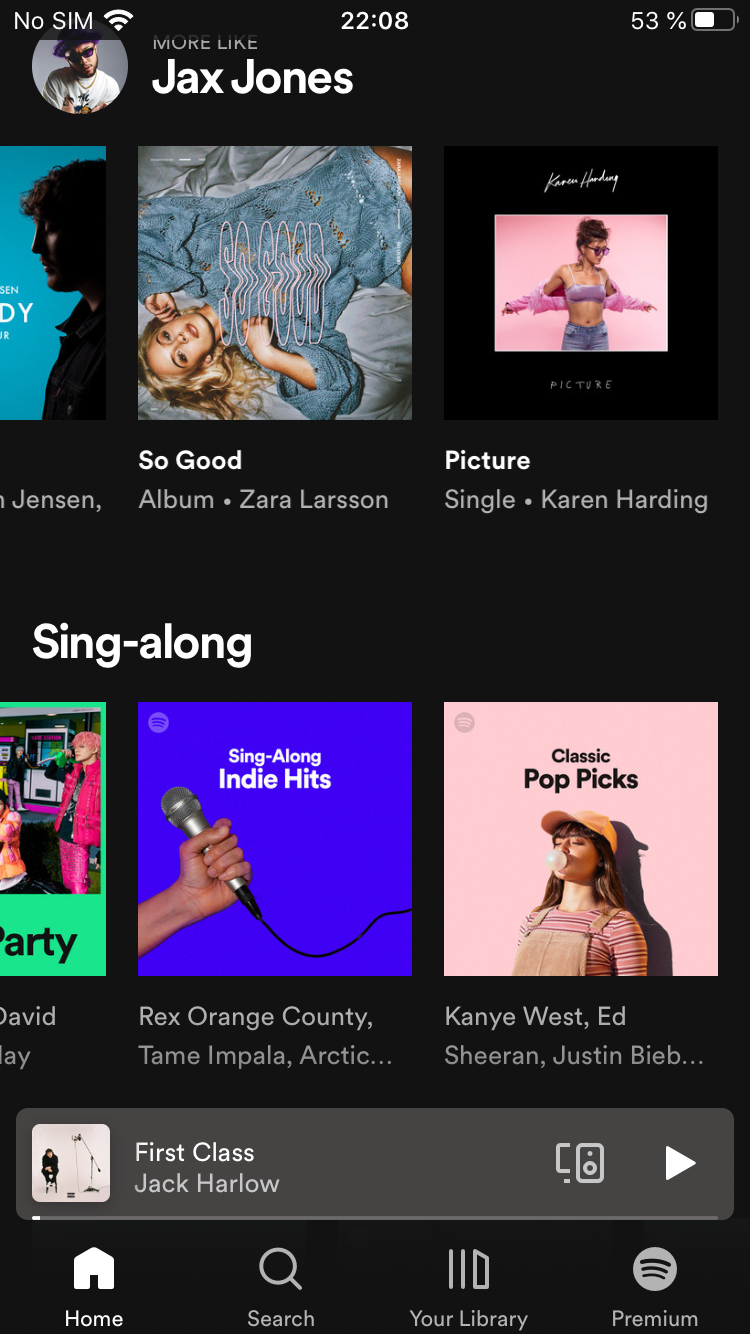 No SIM 22:08 53 %
MORE LIKE
Jax Jones
SEN
DY
UR
SO GOOD
Karen Harding
PICTURE
So Good
Picture
n Jensen,
Album • Zara Larsson
Single • Karen Harding
Sing-along
Party
Sing-Along
Indie Hits
Classic
Pop Picks
David
lay
Rex Orange County,
Tame Impala, Arctic...
Kanye West, Ed
Sheeran, Justin Bieb...
First Class
Jack Harlow
Home
Search
Your Library
Premium